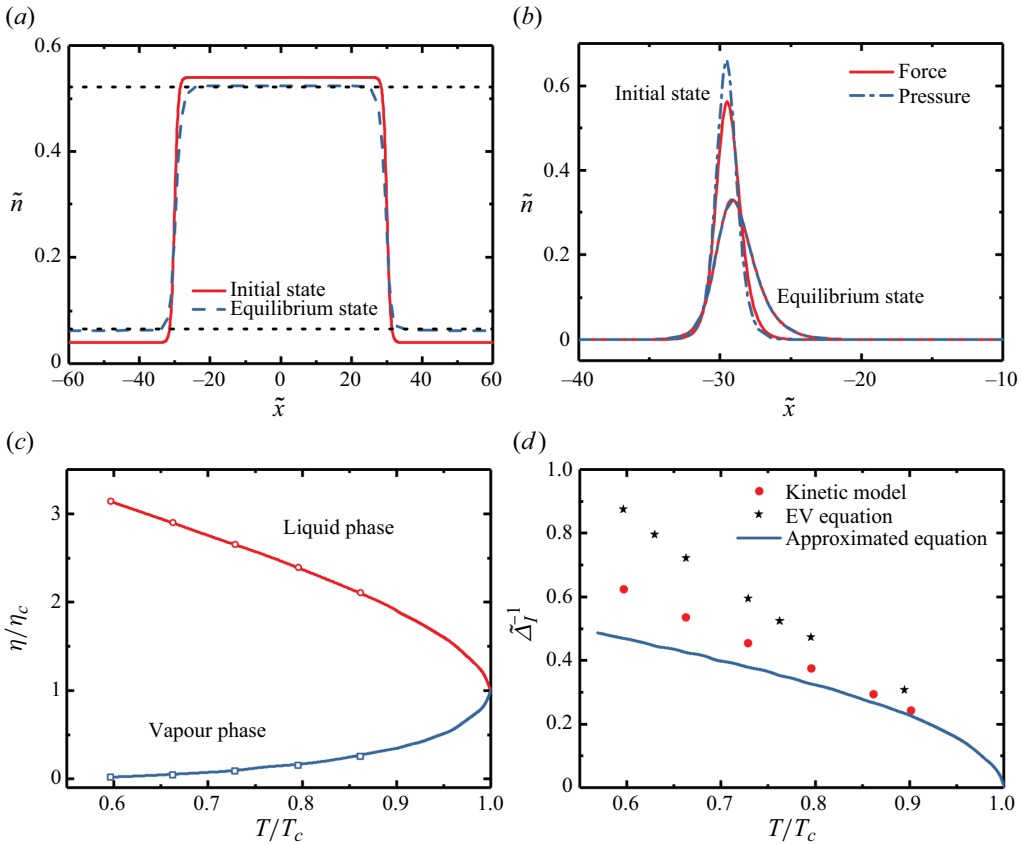 (a)
0.6
0.4
0.2
0
ñ
–60
–40
–20
0
20
40
60
x̃
Initial state
Equilibrium state
(b)
0.6
0.4
0.2
0
ñ
–40
–30
–20
–10
x̃
Initial state
Force
Pressure
Equilibrium state
(c)
3
2
1
0
η/η_c
0.6
0.7
0.8
0.9
1.0
T/T_c
Liquid phase
Vapour phase
(d)
1.0
0.8
0.6
0.4
0.2
0
Δ̃_I^{–1}
0.6
0.7
0.8
0.9
1.0
T/T_c
Kinetic model
EV equation
Approximated equation